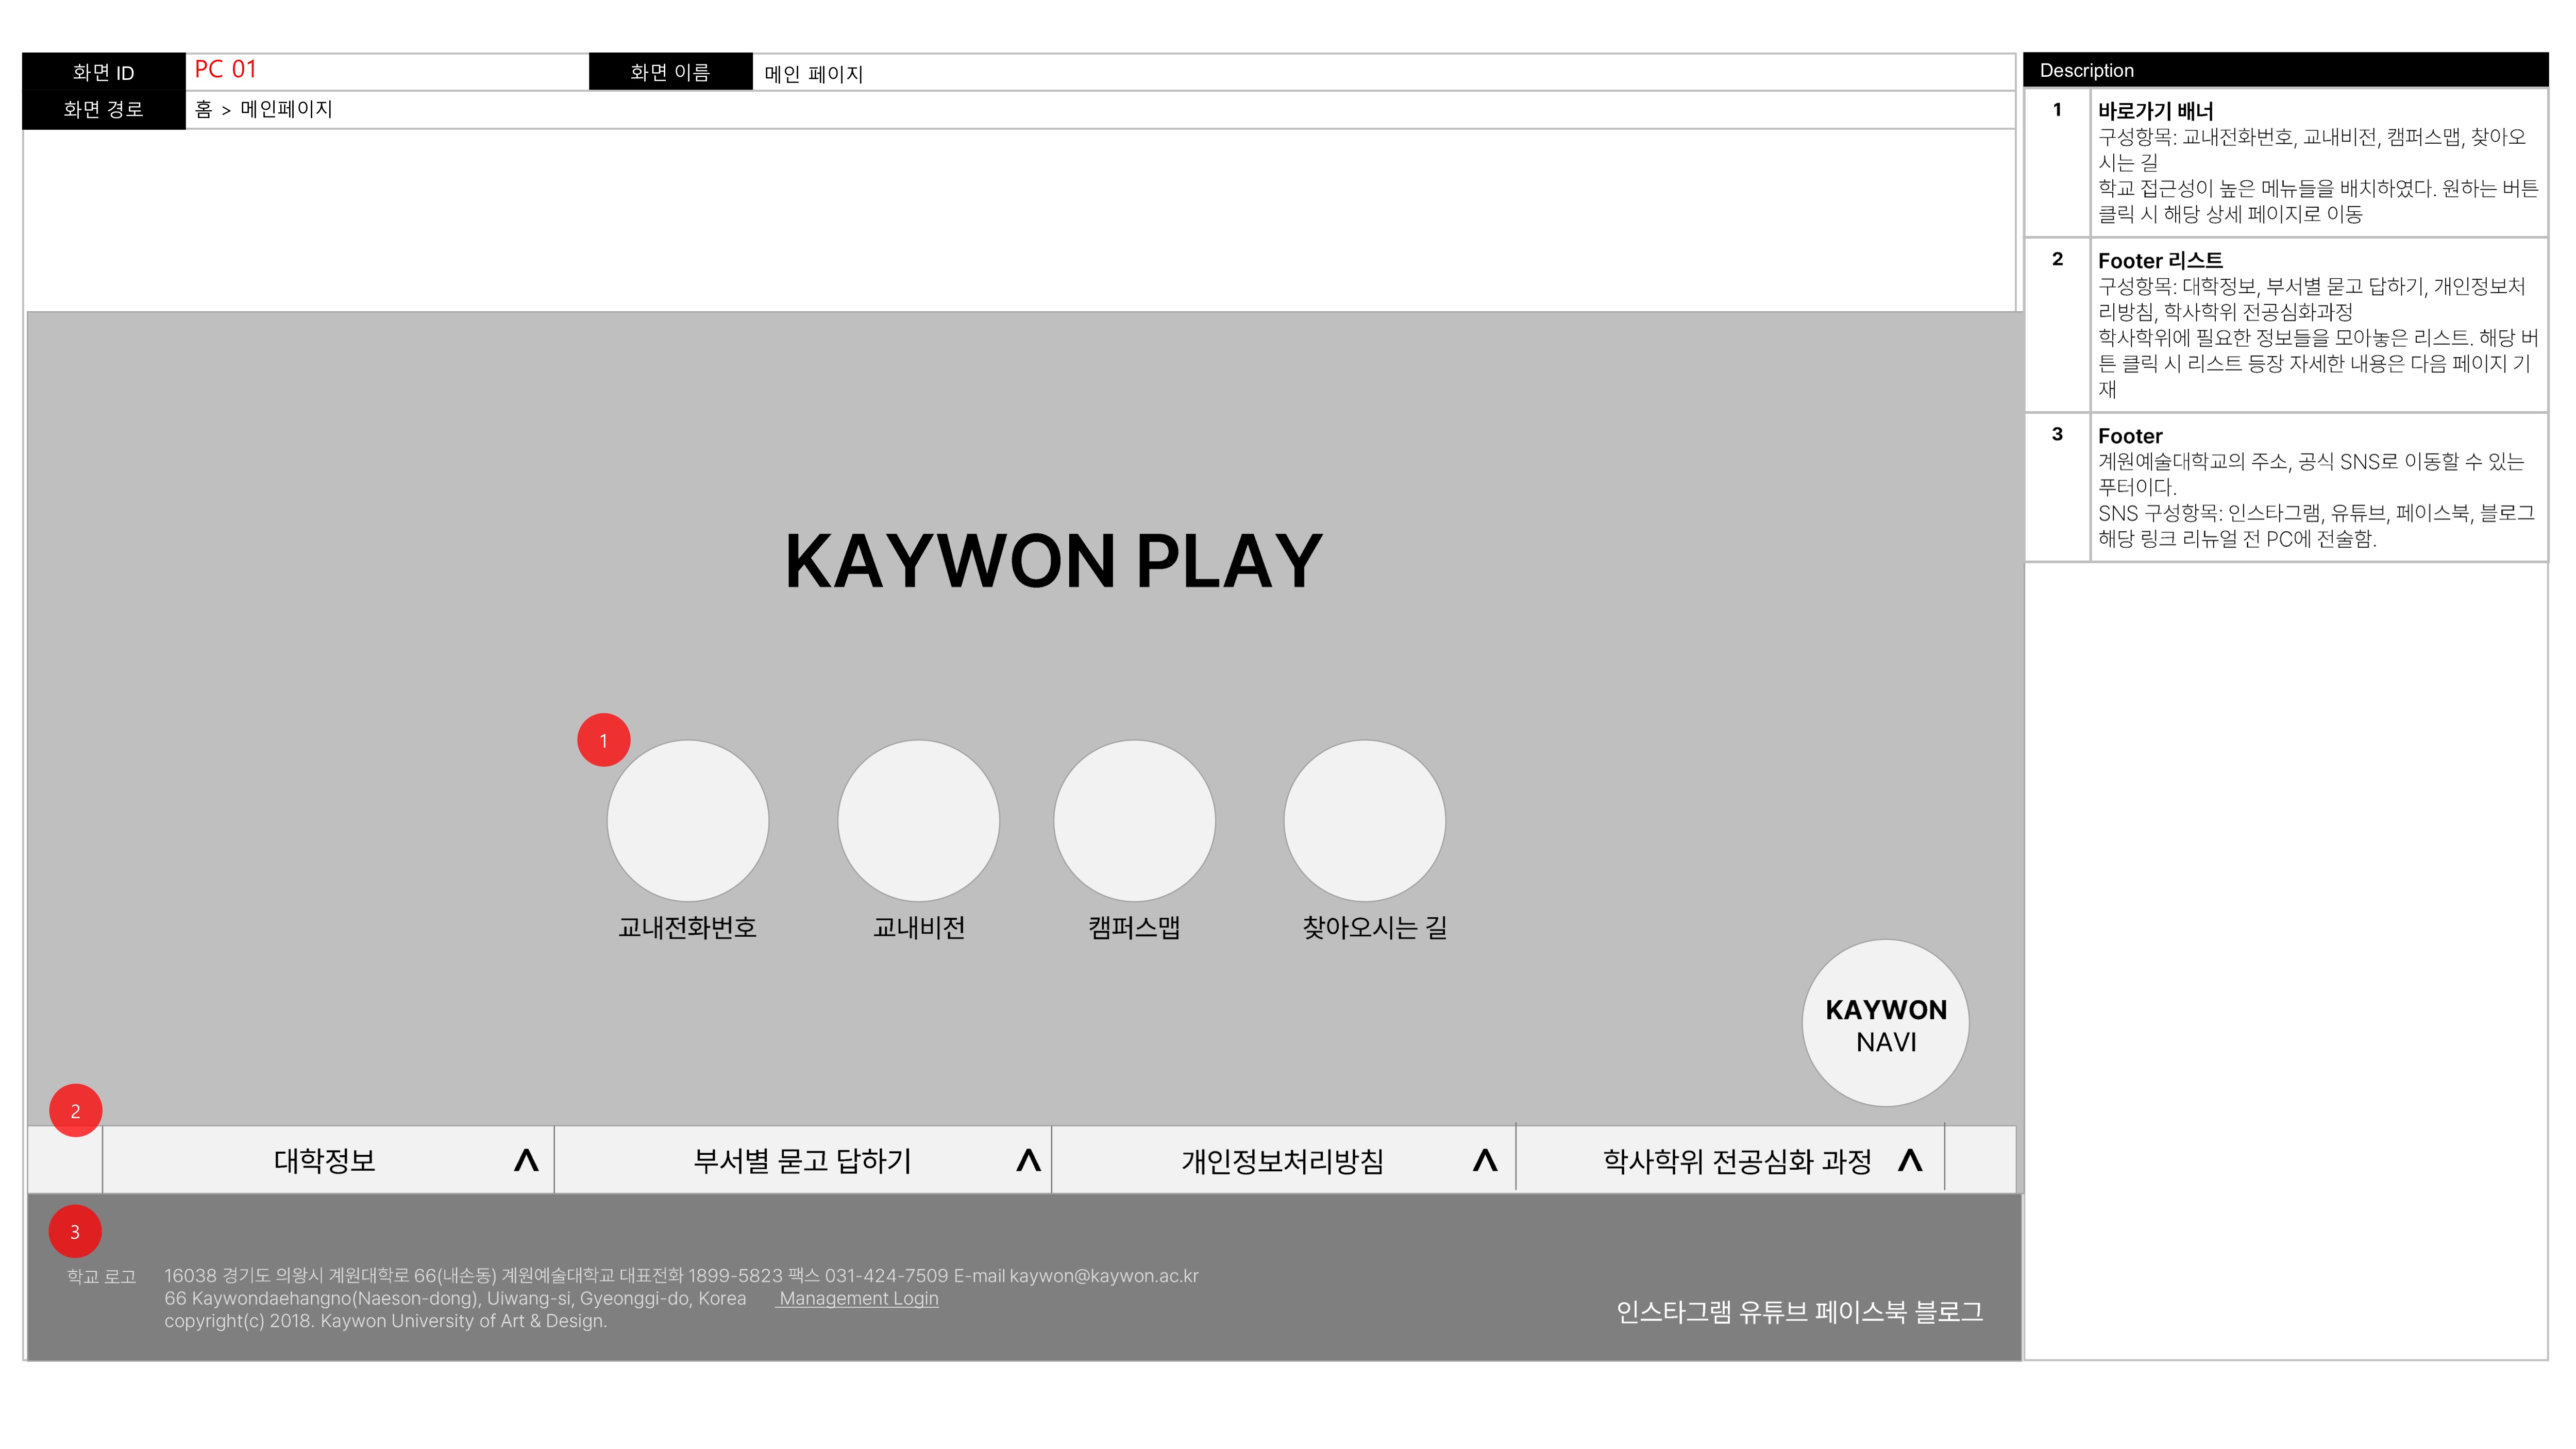 화면 ID
PC 01
화면 이름
메인 페이지
화면 경로
홈 > 메인페이지
KAYWON PLAY
1
교내전화번호
교내비전
캠퍼스맵
찾아오시는 길
KAYWON
NAVI
2
대학정보 ∧
부서별 묻고 답하기 ∧
개인정보처리방침 ∧
학사학위 전공심화 과정 ∧
3
학교 로고
16038 경기도 의왕시 계원대학로 66(내손동) 계원예술대학교 대표전화 1899-5823 팩스 031-424-7509 E-mail kaywon@kaywon.ac.kr
66 Kaywondaehangno(Naeson-dong), Uiwang-si, Gyeonggi-do, Korea Management Login
copyright(c) 2018. Kaywon University of Art & Design.
인스타그램 유튜브 페이스북 블로그
Description
1
바로가기 배너
구성항목: 교내전화번호, 교내비전, 캠퍼스맵, 찾아오
시는 길
학교 접근성이 높은 메뉴들을 배치하였다. 원하는 버튼
클릭 시 해당 상세 페이지로 이동
2
Footer 리스트
구성항목: 대학정보, 부서별 묻고 답하기, 개인정보처
리방침, 학사학위 전공심화과정
학사학위에 필요한 정보들을 모아놓은 리스트. 해당 버
튼 클릭 시 리스트 등장 자세한 내용은 다음 페이지 기
재
3
Footer
계원예술대학교의 주소, 공식 SNS로 이동할 수 있는
푸터이다.
SNS 구성항목: 인스타그램, 유튜브, 페이스북, 블로그
해당 링크 리뉴얼 전 PC에 전술함.